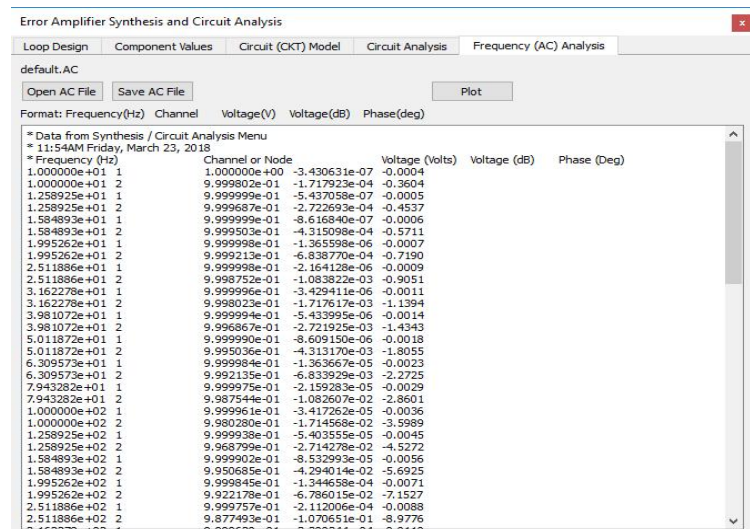 Error Amplifier Synthesis and Circuit Analysis
x
Loop Design Component Values Circuit (CKT) Model Circuit Analysis Frequency (AC) Analysis
default.AC
Open AC File Save AC File Plot
Format: Frequency(Hz) Channel Voltage(V) Voltage(dB) Phase(deg)
* Data from Synthesis / Circuit Analysis Menu
* 11:54AM Friday, March 23, 2018
* Frequency (Hz) Channel or Node Voltage (Volts) Voltage (dB) Phase (Deg)
1.000000e+01 1 1.000000e+00 -3.430631e-07 -0.0004
1.000000e+01 2 9.999802e-01 -1.717923e-04 -0.3604
1.258925e+01 1 9.999999e-01 -5.437058e-07 -0.0005
1.258925e+01 2 9.999687e-01 -2.722693e-04 -0.4537
1.584893e+01 1 9.999999e-01 -8.616840e-07 -0.0006
1.584893e+01 2 9.999503e-01 -4.315098e-04 -0.5711
1.995262e+01 1 9.999998e-01 -1.365598e-06 -0.0007
1.995262e+01 2 9.999213e-01 -6.838770e-04 -0.7190
2.511886e+01 1 9.999998e-01 -2.164128e-06 -0.0009
2.511886e+01 2 9.998752e-01 -1.083822e-03 -0.9051
3.162278e+01 1 9.999996e-01 -3.429411e-06 -0.0011
3.162278e+01 2 9.998023e-01 -1.717617e-03 -1.1394
3.981072e+01 1 9.999994e-01 -5.433995e-06 -0.0014
3.981072e+01 2 9.996867e-01 -2.721925e-03 -1.4343
5.011872e+01 1 9.999990e-01 -8.609150e-06 -0.0018
5.011872e+01 2 9.995036e-01 -4.313170e-03 -1.8055
6.309573e+01 1 9.999984e-01 -1.363667e-05 -0.0023
6.309573e+01 2 9.992135e-01 -6.833929e-03 -2.2725
7.943282e+01 1 9.999975e-01 -2.159283e-05 -0.0029
7.943282e+01 2 9.987544e-01 -1.082607e-02 -2.8601
1.000000e+02 1 9.999961e-01 -3.417262e-05 -0.0036
1.000000e+02 2 9.980280e-01 -1.714568e-02 -3.5989
1.258925e+02 1 9.999938e-01 -5.403555e-05 -0.0045
1.258925e+02 2 9.968799e-01 -2.714278e-02 -4.5272
1.584893e+02 1 9.999902e-01 -8.532993e-05 -0.0056
1.584893e+02 2 9.950685e-01 -4.294014e-02 -5.6925
1.995262e+02 1 9.999845e-01 -1.344658e-04 -0.0071
1.995262e+02 2 9.922178e-01 -6.786015e-02 -7.1527
2.511886e+02 1 9.999757e-01 -2.112006e-04 -0.0088
2.511886e+02 2 9.877493e-01 -1.070651e-01 -8.9776